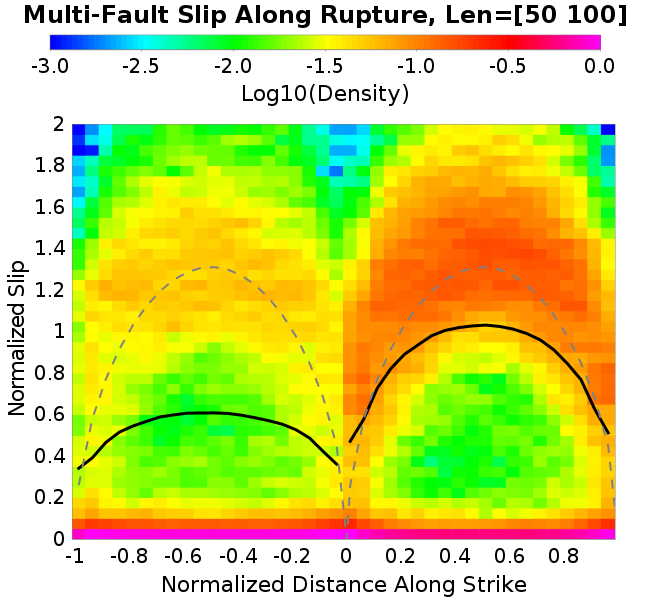 Multi-Fault Slip Along Rupture, Len=[50 100]
-3.0 -2.5 -2.0 -1.5 -1.0 -0.5 0.0
Log10(Density)
2
1.8
1.6
1.4
1.2
1
0.8
0.6
0.4
0.2
0
Normalized Slip
-1 -0.8 -0.6 -0.4 -0.2 0 0.2 0.4 0.6 0.8
Normalized Distance Along Strike